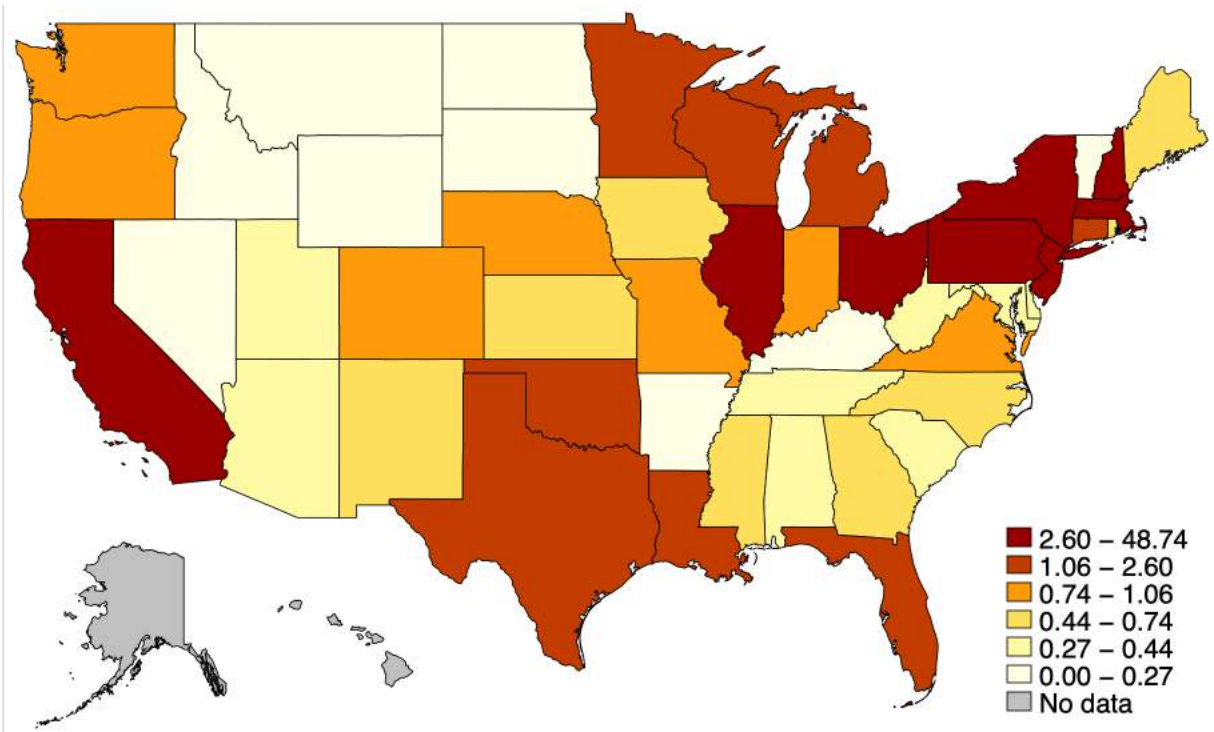 2.60 – 48.74
1.06 – 2.60
0.74 – 1.06
0.44 – 0.74
0.27 – 0.44
0.00 – 0.27
No data